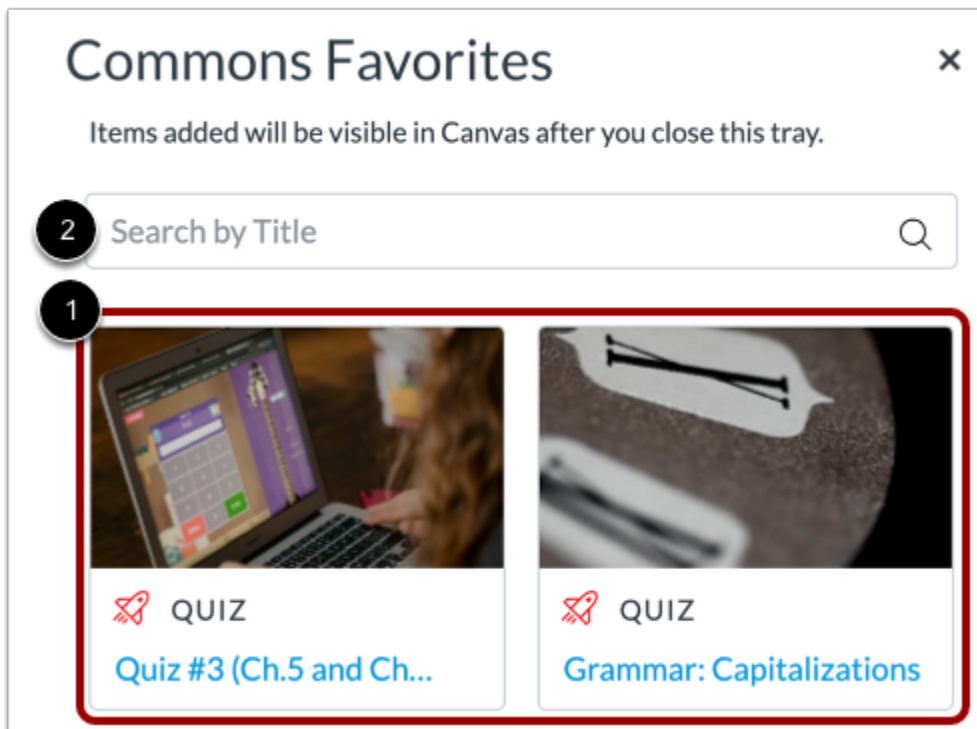 Commons Favorites
Items added will be visible in Canvas after you close this tray.
2
Search by Title
1
QUIZ
Quiz #3 (Ch.5 and Ch...
QUIZ
Grammar: Capitalizations